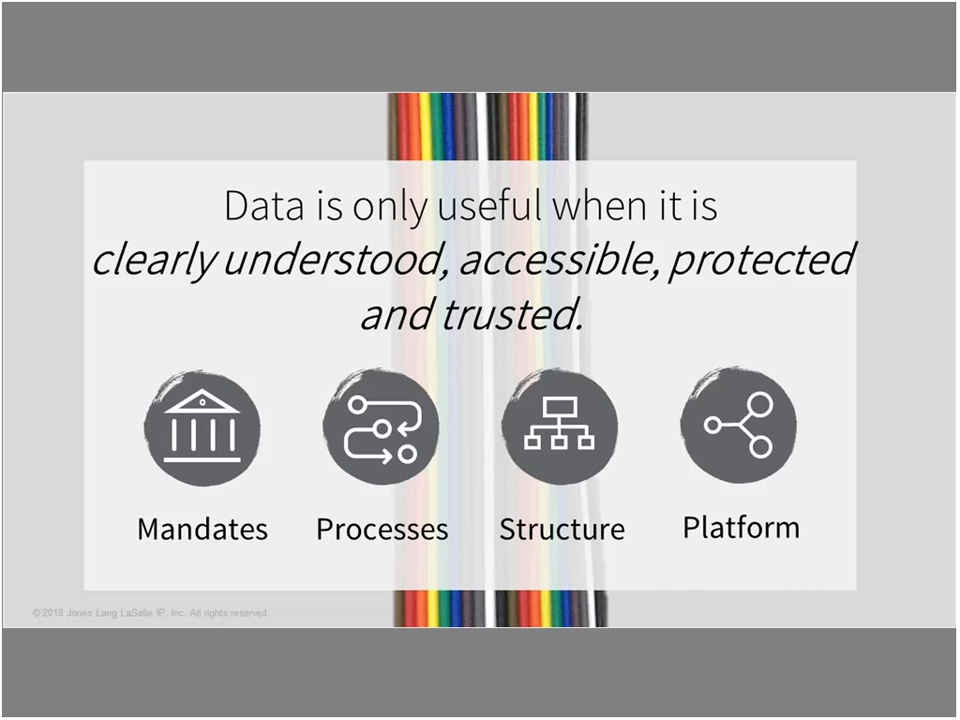 Data is only useful when it is
clearly understood, accessible, protected
and trusted.
Mandates Processes Structure Platform
© 2018 Jones Lang LaSalle IP, Inc. All rights reserved.